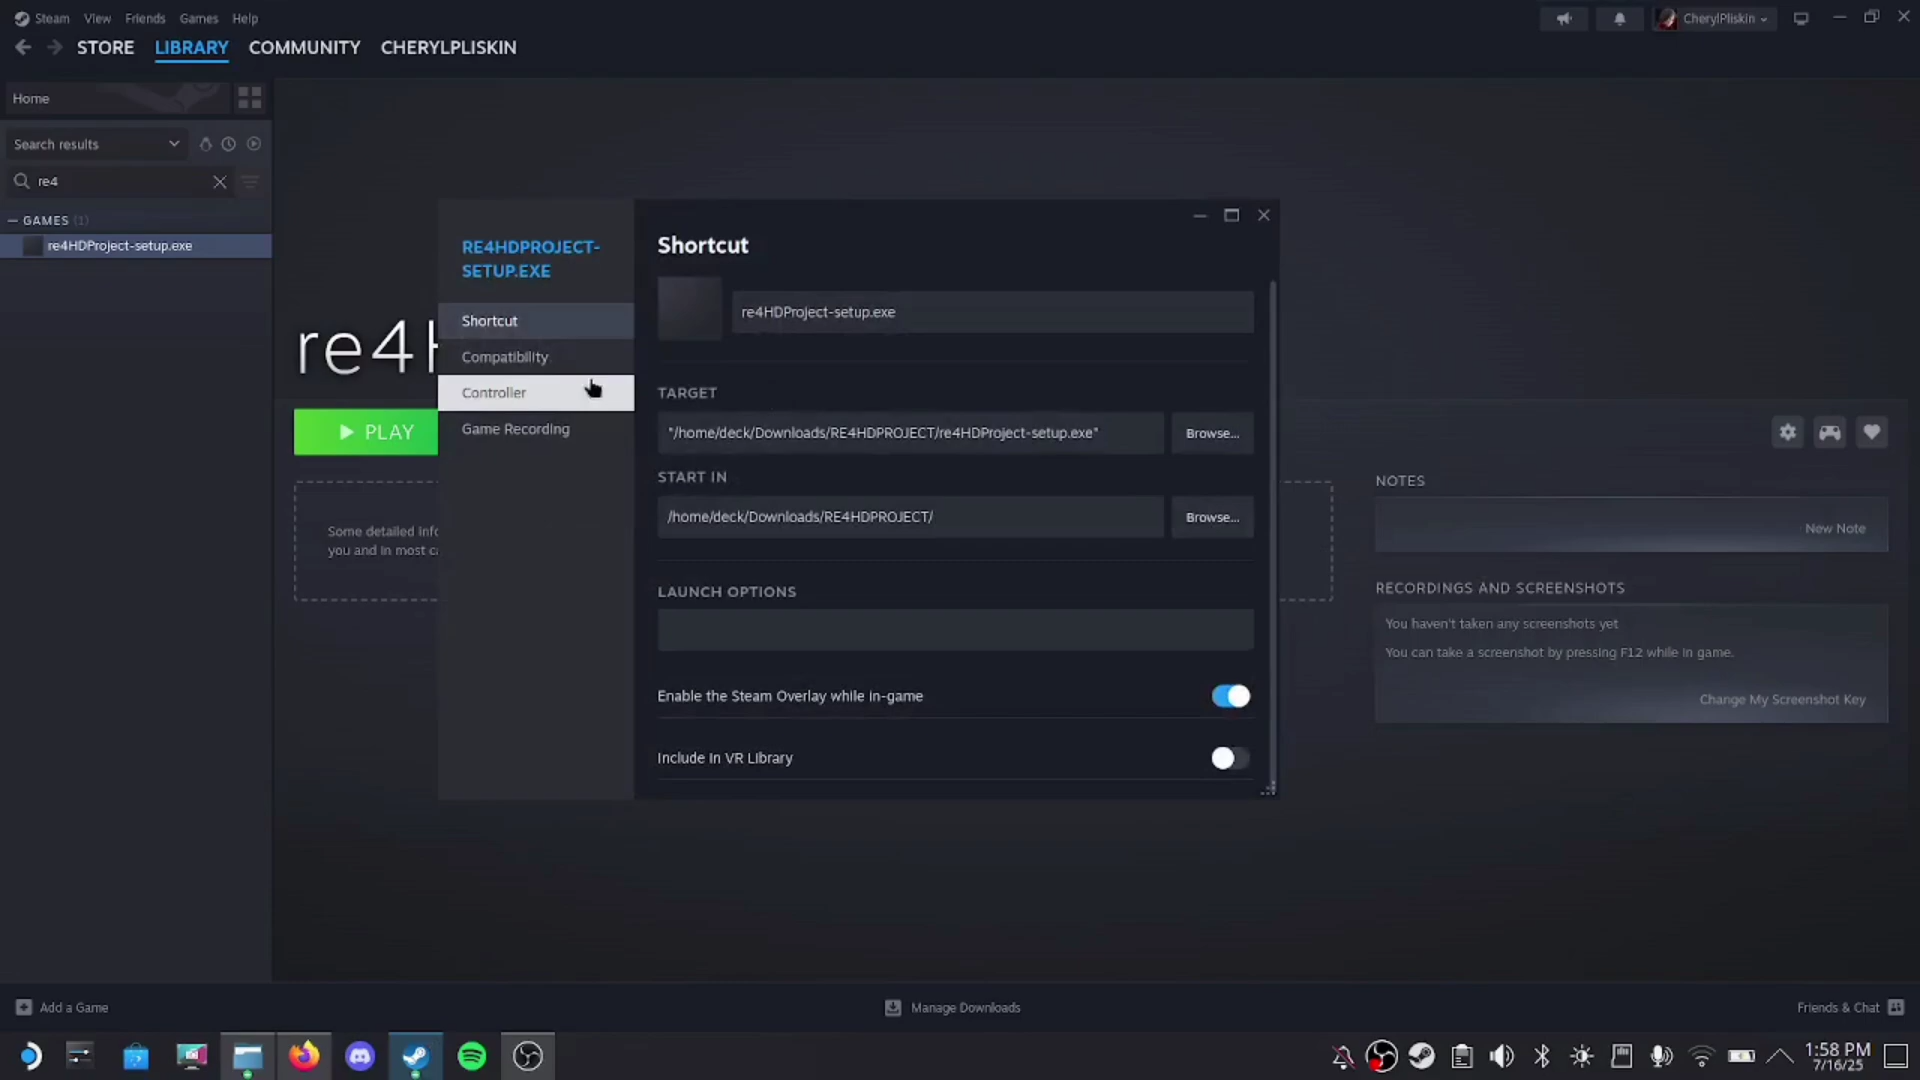 Steam View Friends Games Help
CherylPliskin
STORE LIBRARY COMMUNITY CHERYLPLISKIN
Home
Search results
re4
— GAMES (1)
re4HDProject-setup.exe
re4H
PLAY
Some detailed info
you and in most ca
RE4HDPROJECT-
SETUP.EXE
Shortcut
Compatibility
Controller
Game Recording
Shortcut
re4HDProject-setup.exe
TARGET
"/home/deck/Downloads/RE4HDPROJECT/re4HDProject-setup.exe"
Browse...
START IN
/home/deck/Downloads/RE4HDPROJECT/
Browse...
LAUNCH OPTIONS
Enable the Steam Overlay while in-game
Include in VR Library
NOTES
New Note
RECORDINGS AND SCREENSHOTS
You haven't taken any screenshots yet
You can take a screenshot by pressing F12 while in game.
Change My Screenshot Key
Add a Game
Manage Downloads
Friends & Chat
1:58 PM
7/16/25